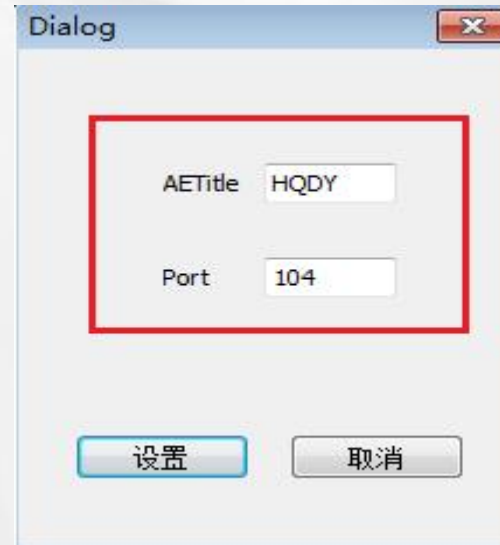 Dialog
AETitle HQDY
Port 104
设置 取消